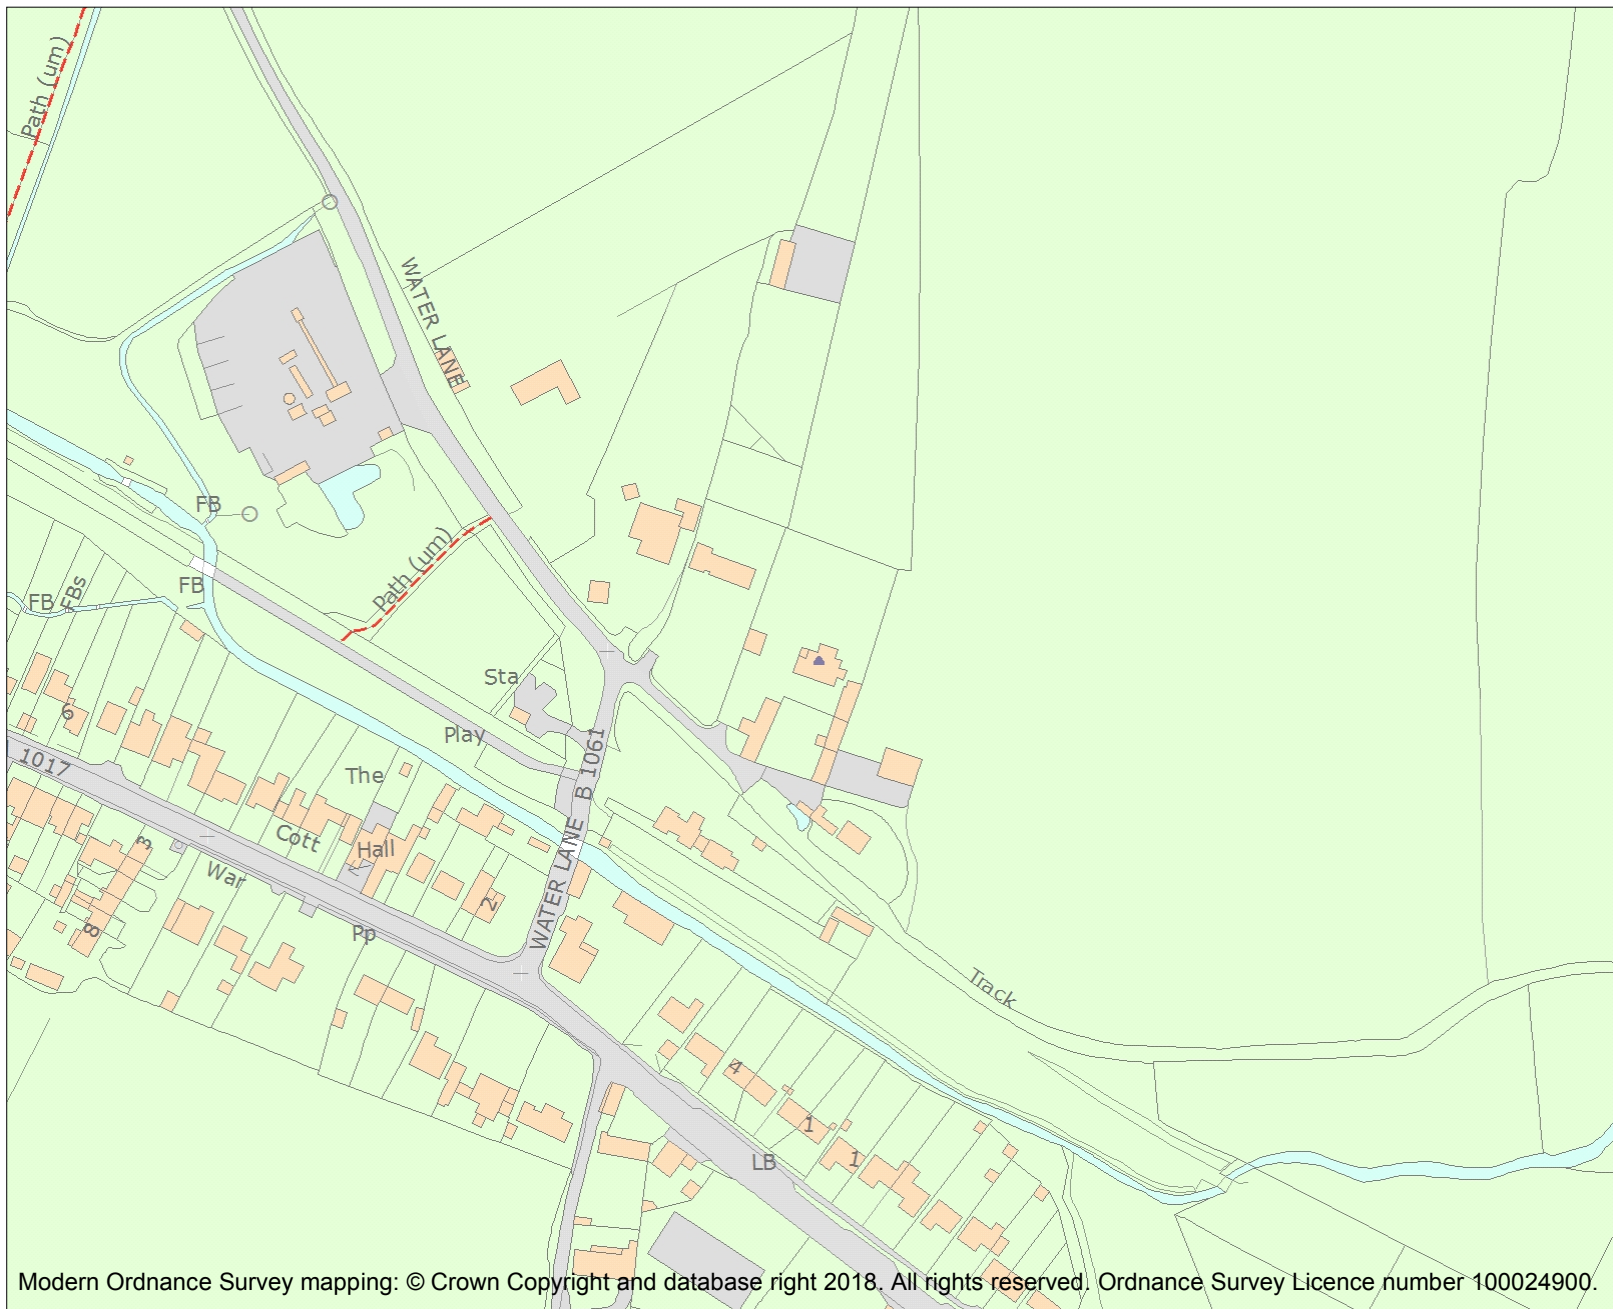 Path (um)
WATER LANE
FB
Path (um)
FB
FB
FBs
Sta
6
Play
B 1061
1017
The
Cott
Hall
3
War
WATER LANE
2
8
Pp
Track
4
1
1
LB
Modern Ordnance Survey mapping: © Crown Copyright and database right 2018. All rights reserved. Ordnance Survey Licence number 100024900.